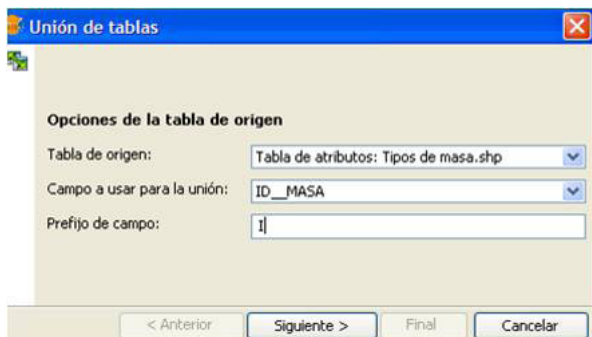 Unión de tablas
Opciones de la tabla de origen
Tabla de origen: Tabla de atributos: Tipos de masa.shp
Campo a usar para la unión: ID__MASA
Prefijo de campo: I
< Anterior Siguiente > Final Cancelar